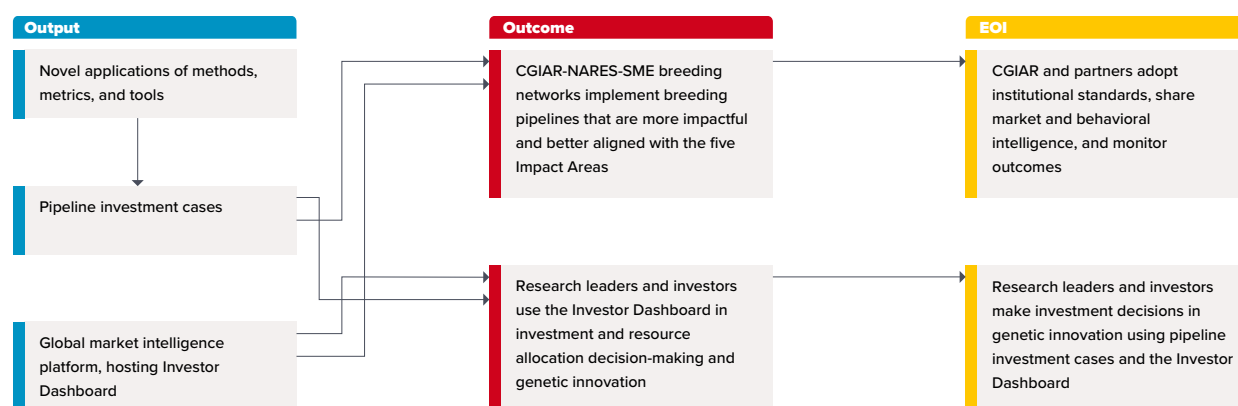 Output
Novel applications of methods,
metrics, and tools
Pipeline investment cases
Global market intelligence
platform, hosting Investor
Dashboard
Outcome
CGIAR-NARES-SME breeding
networks implement breeding
pipelines that are more impactful
and better aligned with the five
Impact Areas
Research leaders and investors
use the Investor Dashboard in
investment and resource
allocation decision-making and
genetic innovation
EOI
CGIAR and partners adopt
institutional standards, share
market and behavioral
intelligence, and monitor
outcomes
Research leaders and investors
make investment decisions in
genetic innovation using pipeline
investment cases and the Investor
Dashboard